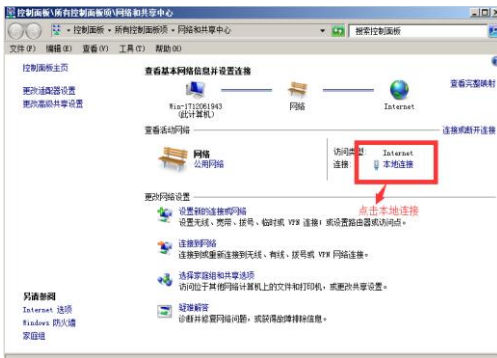 控制面板\所有控制面板项\网络和共享中心
控制面板 ▸ 所有控制面板项 ▸ 网络和共享中心
搜索控制面板
文件(F) 编辑(E) 查看(V) 工具(T) 帮助(H)
控制面板主页
更改适配器设置
更改高级共享设置
查看基本网络信息并设置连接
查看完整映射
Win-1712061943
(此计算机)
网络
Internet
查看活动网络
连接或断开连接
网络
公用网络
访问类型: Internet
连接: 本地连接
点击本地连接
更改网络设置
设置新的连接或网络
设置无线、宽带、拨号、临时或 VPN 连接；或设置路由器或访问点。
连接到网络
连接到或重新连接到无线、有线、拨号或 VPN 网络连接。
选择家庭组和共享选项
访问位于其他网络计算机上的文件和打印机，或更改共享设置。
疑难解答
诊断并修复网络问题，或获得故障排除信息。
另请参阅
Internet 选项
Windows 防火墙
家庭组